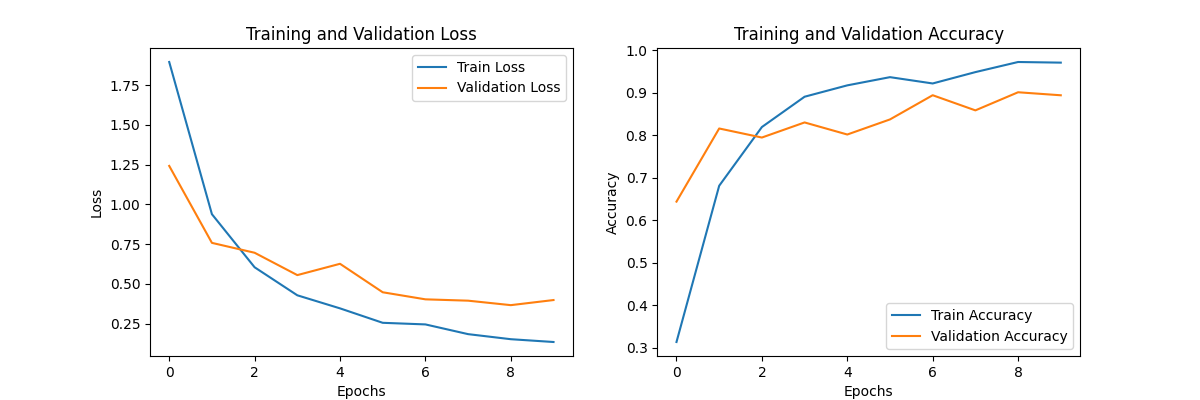 Training and Validation Loss
Train Loss
Validation Loss
1.75
1.50
1.25
1.00
0.75
0.50
0.25
Loss
0 2 4 6 8
Epochs
Training and Validation Accuracy
1.0
0.9
0.8
0.7
0.6
0.5
0.4
0.3
Accuracy
Train Accuracy
Validation Accuracy
0 2 4 6 8
Epochs